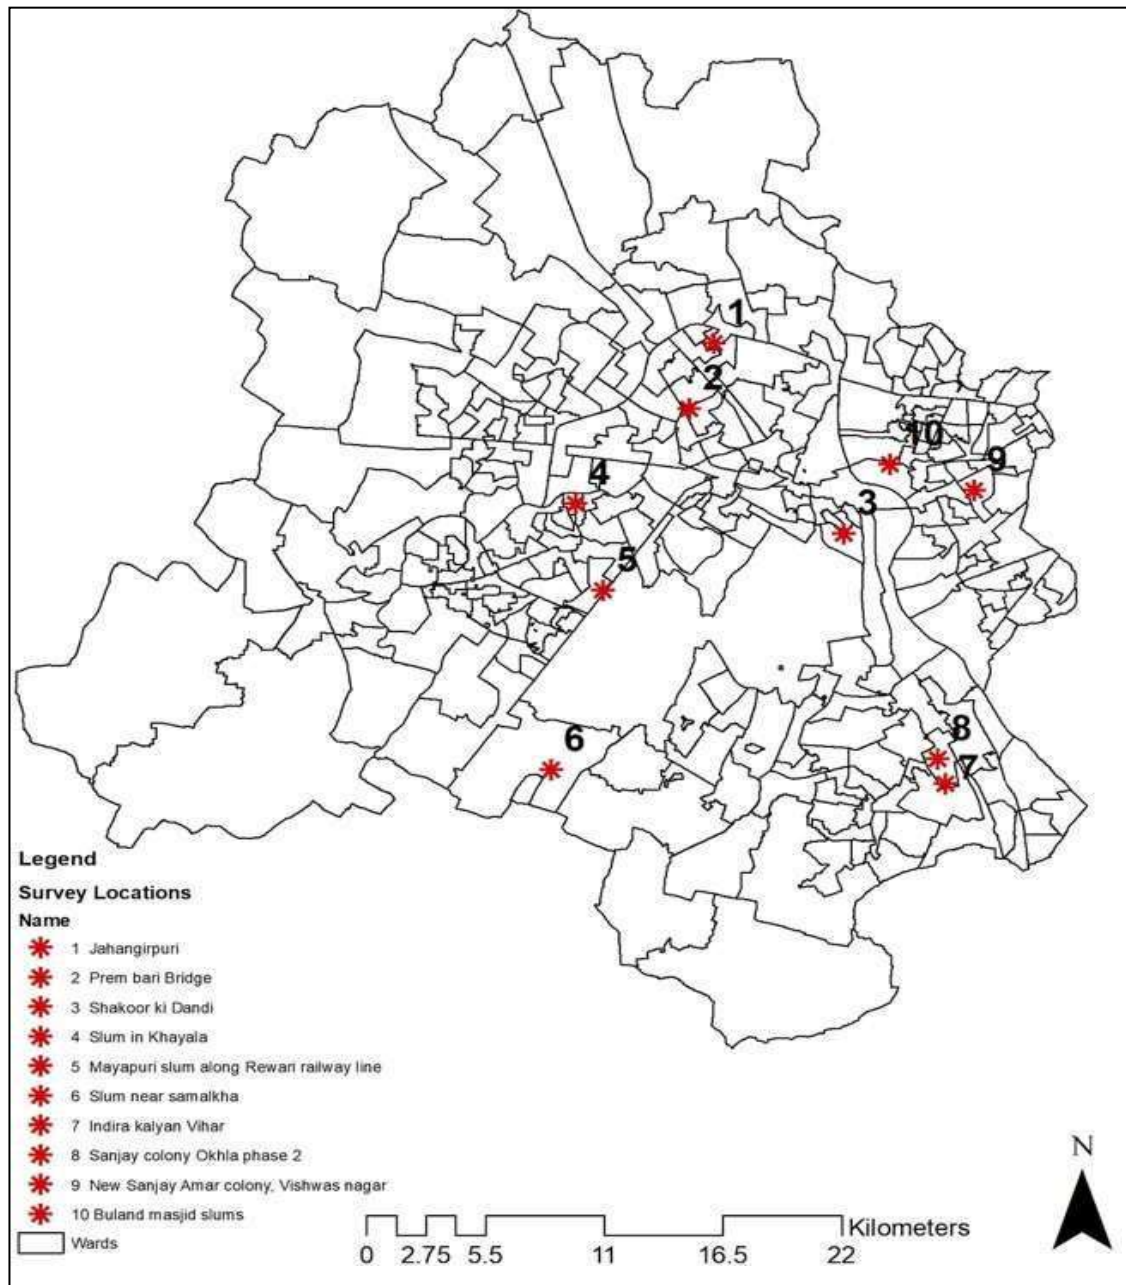 1
2
10
9
4
3
5
8
6
7
Legend
Survey Locations
Name
1 Jahangirpuri
2 Prem bari Bridge
3 Shakoor ki Dandi
4 Slum in Khayala
5 Mayapuri slum along Rewari railway line
6 Slum near samalkha
7 Indira kalyan Vihar
8 Sanjay colony Okhla phase 2
9 New Sanjay Amar colony, Vishwas nagar
10 Buland masjid slums
Wards
N
Kilometers
0 2.75 5.5 11 16.5 22